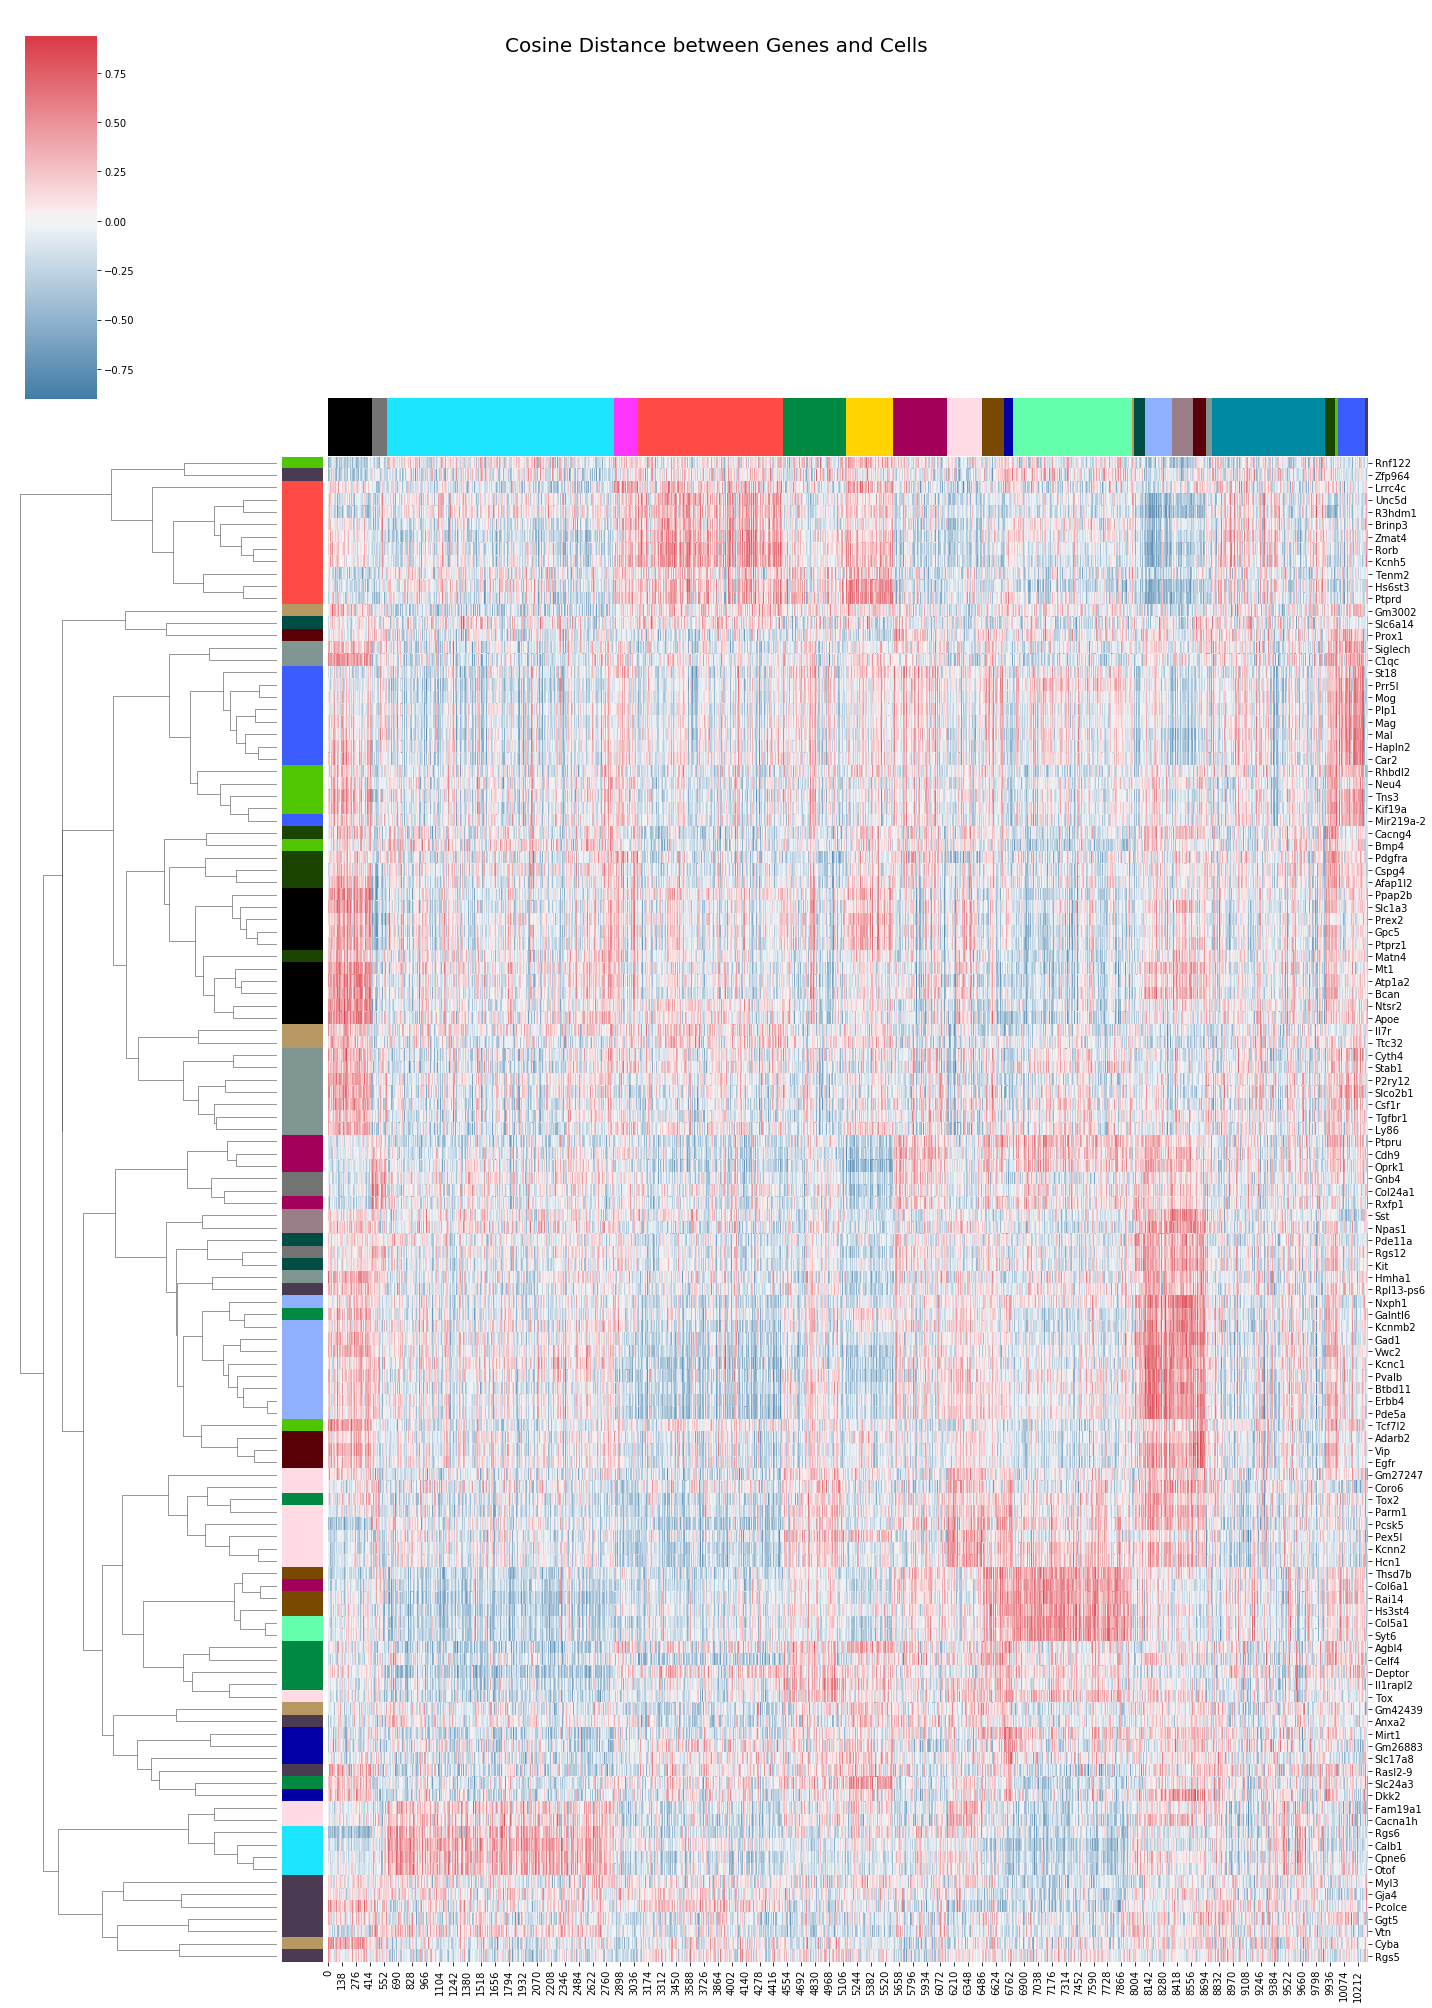 Cosine Distance between Genes and Cells
0.75
0.50
0.25
0.00
−0.25
−0.50
−0.75
Rnf122
Zfp964
Lrrc4c
Unc5d
R3hdm1
Brinp3
Zmat4
Rorb
Kcnh5
Tenm2
Hs6st3
Ptprd
Gm3002
Slc6a14
Prox1
Siglech
C1qc
St18
Prr5l
Mog
Plp1
Mag
Mal
Hapln2
Car2
Rhbdl2
Neu4
Tns3
Kif19a
Mir219a-2
Cacng4
Bmp4
Pdgfra
Cspg4
Afap1l2
Ppap2b
Slc1a3
Prex2
Gpc5
Ptprz1
Matn4
Mt1
Atp1a2
Bcan
Ntsr2
Apoe
Il7r
Ttc32
Cyth4
Stab1
P2ry12
Slco2b1
Csf1r
Tgfbr1
Ly86
Ptpru
Cdh9
Oprk1
Gnb4
Col24a1
Rxfp1
Sst
Npas1
Pde11a
Rgs12
Kit
Hmha1
Rpl13-ps6
Nxph1
Galntl6
Kcnmb2
Gad1
Vwc2
Kcnc1
Pvalb
Btbd11
Erbb4
Pde5a
Tcf7l2
Adarb2
Vip
Egfr
Gm27247
Coro6
Tox2
Parm1
Pcsk5
Pex5l
Kcnn2
Hcn1
Thsd7b
Col6a1
Rai14
Hs3st4
Col5a1
Syt6
Agbl4
Celf4
Deptor
Il1rapl2
Tox
Gm42439
Anxa2
Mirt1
Gm26883
Slc17a8
Rasl2-9
Slc24a3
Dkk2
Fam19a1
Cacna1h
Rgs6
Calb1
Cpne6
Otof
Myl3
Gja4
Pcolce
Ggt5
Vtn
Cyba
Rgs5
0
138
276
414
552
690
828
966
1104
1242
1380
1518
1656
1794
1932
2070
2208
2346
2484
2622
2760
2898
3036
3174
3312
3450
3588
3726
3864
4002
4140
4278
4416
4554
4692
4830
4968
5106
5244
5382
5520
5658
5796
5934
6072
6210
6348
6486
6624
6762
6900
7038
7176
7314
7452
7590
7728
7866
8004
8142
8280
8418
8556
8694
8832
8970
9108
9246
9384
9522
9660
9798
9936
10074
10212